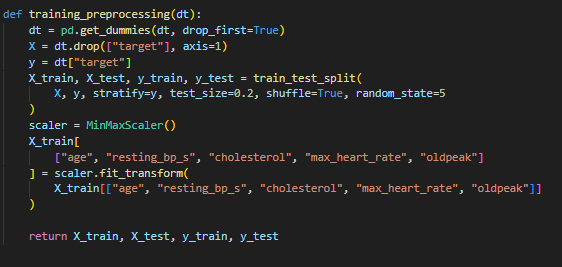 def training_preprocessing(dt):
    dt = pd.get_dummies(dt, drop_first=True)
    X = dt.drop(["target"], axis=1)
    y = dt["target"]
    X_train, X_test, y_train, y_test = train_test_split(
        X, y, stratify=y, test_size=0.2, shuffle=True, random_state=5
    )
    scaler = MinMaxScaler()
    X_train[
        ["age", "resting_bp_s", "cholesterol", "max_heart_rate", "oldpeak"]
    ] = scaler.fit_transform(
        X_train[["age", "resting_bp_s", "cholesterol", "max_heart_rate", "oldpeak"]]
    )

    return X_train, X_test, y_train, y_test